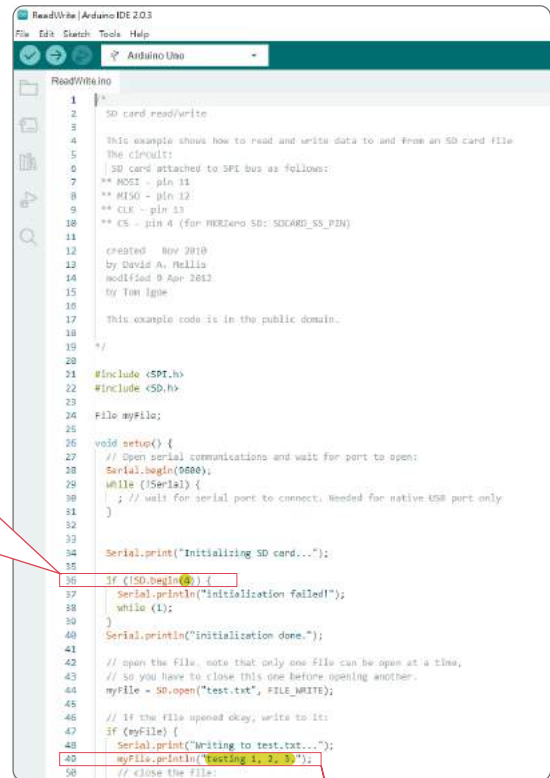 ReadWrite | Arduino IDE 2.0.3
File Edit Sketch Tools Help
Arduino Uno
ReadWrite.ino
1 /*
2 SD card read/write
3
4 This example shows how to read and write data to and from an SD card file
5 The circuit:
6 SD card attached to SPI bus as follows:
7 ** MOSI - pin 11
8 ** MISO - pin 12
9 ** CLK - pin 13
10 ** CS - pin 4 (for MKRZero SD: SDCARD_SS_PIN)
11
12 created Nov 2010
13 by David A. Mellis
14 modified 9 Apr 2012
15 by Tom Igoe
16
17 This example code is in the public domain.
18
19 */
20
21 #include <SPI.h>
22 #include <SD.h>
23
24 File myFile;
25
26 void setup() {
27 // Open serial communications and wait for port to open:
28 Serial.begin(9600);
29 while (!Serial) {
30 ; // wait for serial port to connect. Needed for native USB port only
31 }
32
33
34 Serial.print("Initializing SD card...");
35
36 if (!SD.begin(4)) {
37 Serial.println("initialization failed!");
38 while (1);
39 }
40 Serial.println("initialization done.");
41
42 // open the file. note that only one file can be open at a time,
43 // so you have to close this one before opening another.
44 myFile = SD.open("test.txt", FILE_WRITE);
45
46 // if the file opened okay, write to it:
47 if (myFile) {
48 Serial.print("Writing to test.txt...");
49 myFile.println("testing 1, 2, 3.");
50 // close the file: